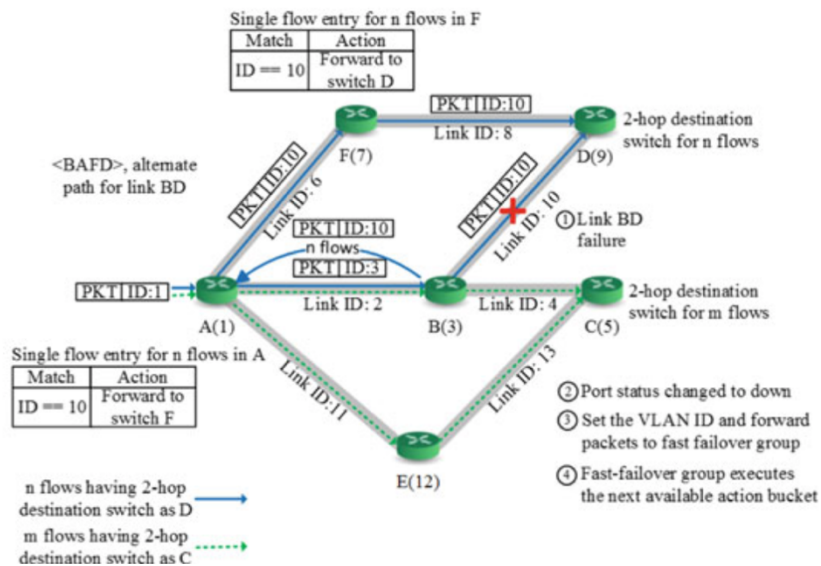 Single flow entry for n flows in F
Match Action
ID == 10 Forward to
switch D
PKT ID:10
Link ID: 8
2-hop destination
switch for n flows
F(7)
D(9)
<BAFD>, alternate
path for link BD
PKT ID:10
Link ID: 6
PKT ID:10
Link ID: 10
① Link BD
failure
PKT ID:10
n flows
PKT ID:3
PKT ID:1
Link ID: 2
Link ID: 4
2-hop destination
switch for m flows
A(1)
B(3)
C(5)
Single flow entry for n flows in A
Match Action
ID == 10 Forward to
switch F
Link ID:11
Link ID: 13
② Port status changed to down
③ Set the VLAN ID and forward
packets to fast failover group
④ Fast-failover group executes
the next available action bucket
E(12)
n flows having 2-hop
destination switch as D
m flows having 2-hop
destination switch as C